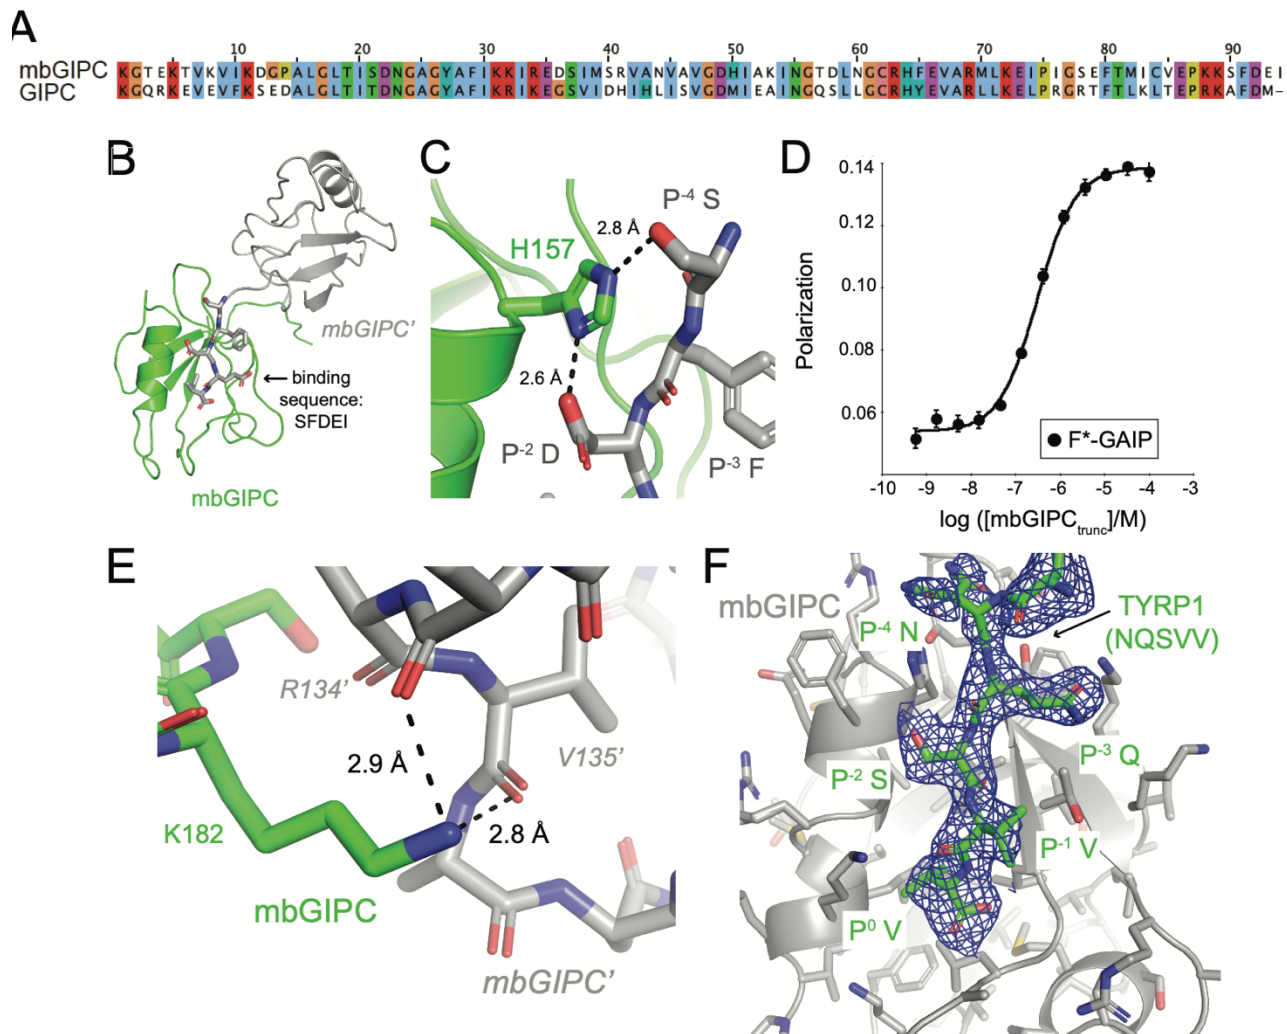 A
10 20 30 40 50 60 70 80 90
mbGIPC KGTEKTVKVIKDGPALGLTISDNGAGYAFIKKIREDSIMSRVANVAVGDHIAKINGTDLNGCRHFEVARMLKEIPIGSEFTMICVEPKKSFDEI
GIPC KGQRKEVEVFKSEDALGLTITDNGAGYAFIKRIKEGSVIDHIHLISVGDMIEAINGQSLLGCRHYEVARLLKELPRGRTFTLKLTEPRKAFDM-
B
mbGIPC'
← binding
sequence:
SFDEI
mbGIPC
C
P-4 S
2.8 Å
H157
2.6 Å
P-2 D
P-3 F
D
0.14
0.12
0.10
0.08
0.06
Polarization
F*-GAIP
-10 -9 -8 -7 -6 -5 -4 -3
log ([mbGIPCtrunc]/M)
E
R134'
V135'
2.9 Å
2.8 Å
K182
mbGIPC
mbGIPC'
F
mbGIPC
P-4 N
TYRP1
(NQSVV)
P-3 Q
P-2 S
P-1 V
P0 V